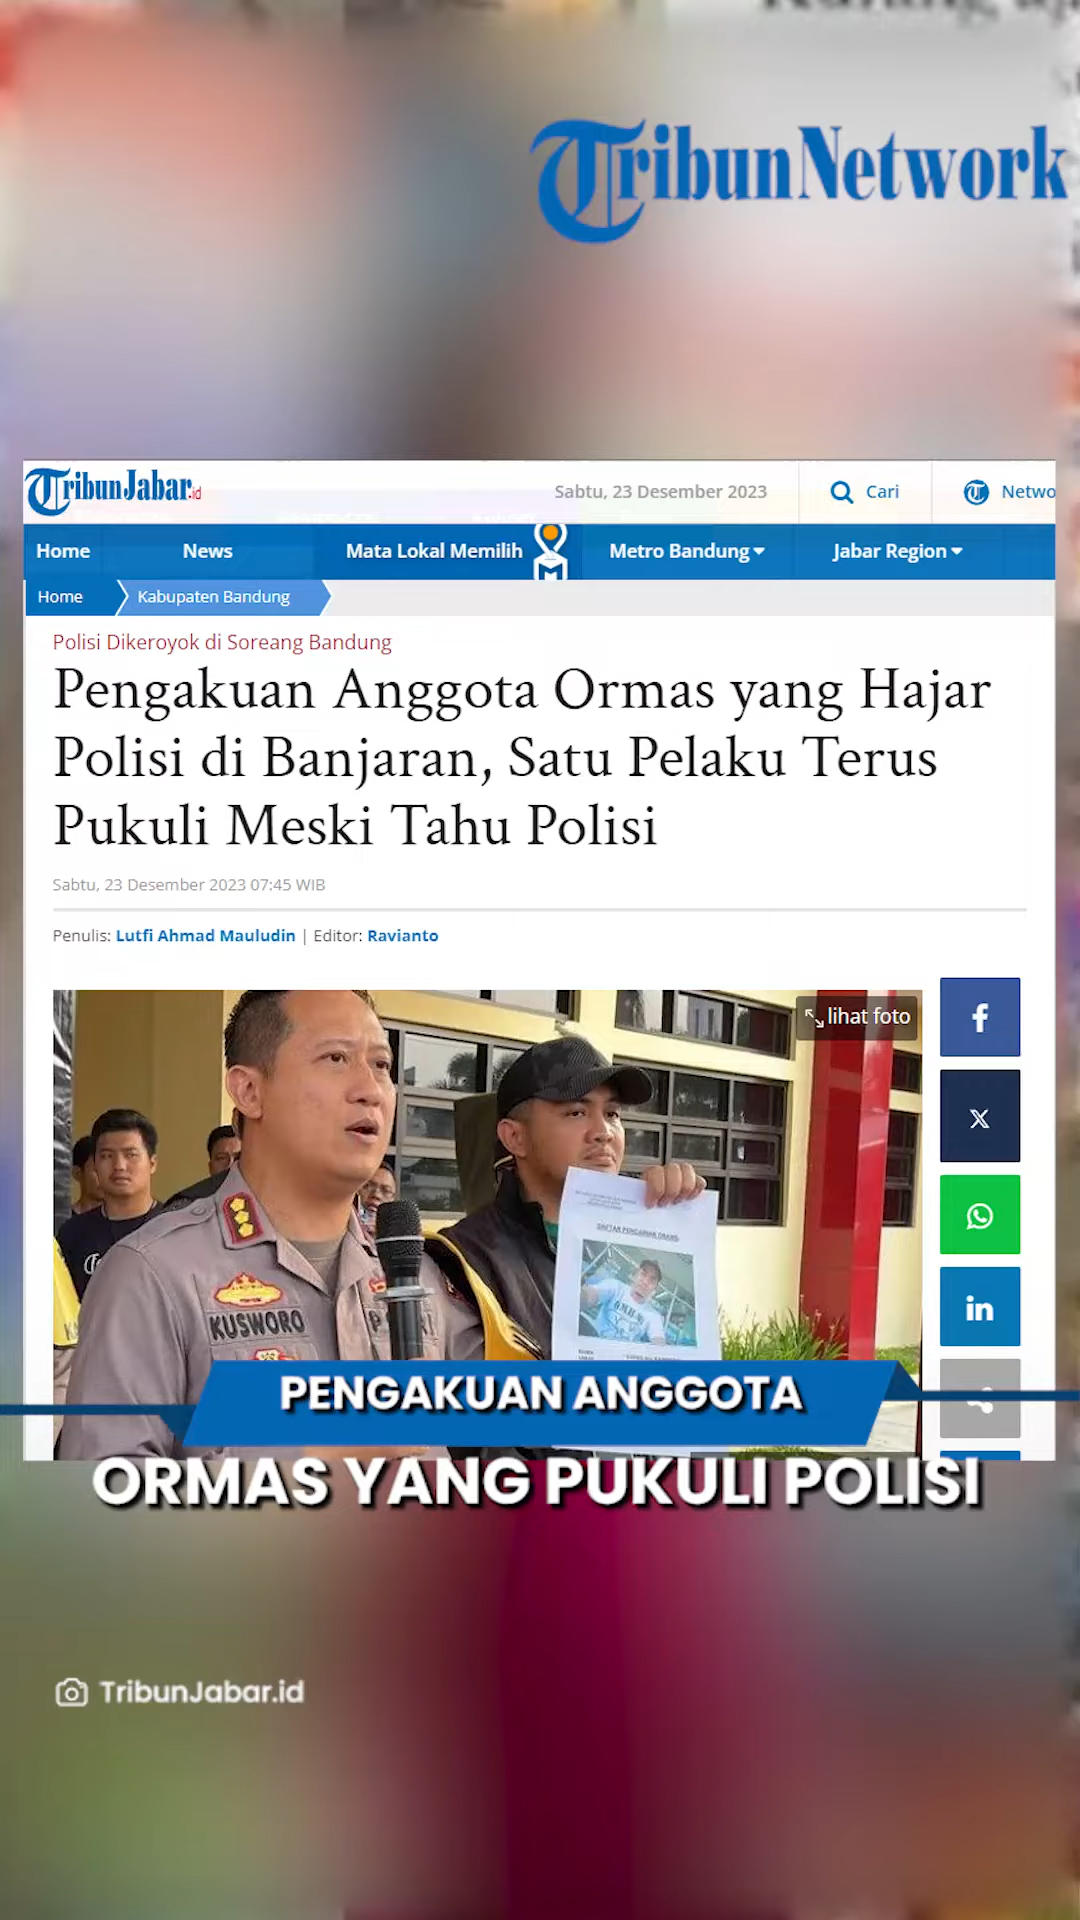 TribunNetwork
TribunJabar.id
Sabtu, 23 Desember 2023
Cari
Netwo
Home
News
Mata Lokal Memilih
Metro Bandung
Jabar Region
Home
Kabupaten Bandung
Polisi Dikeroyok di Soreang Bandung
Pengakuan Anggota Ormas yang Hajar
Polisi di Banjaran, Satu Pelaku Terus
Pukuli Meski Tahu Polisi
Sabtu, 23 Desember 2023 07:45 WIB
Penulis: Lutfi Ahmad Mauludin | Editor: Ravianto
lihat foto
DAFTAR PENCARIAN ORANG
KUSWORO
PENGAKUAN ANGGOTA
ORMAS YANG PUKULI POLISI
TribunJabar.id